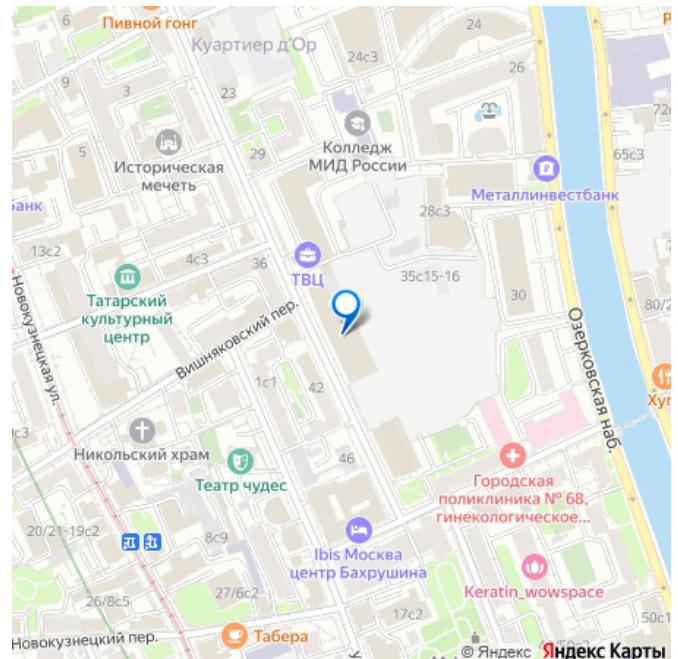 Пивной гонг
Куартиер д'Ор
24
24с3
26
9
3
23
72с
Колледж
МИД России
5
Историческая
мечеть
29
65с3
Металлинвестбанк
банк
28с3
13с2
4с3
36
ТВЦ
35с15-16
30
Татарский
культурный
центр
80/2
Новокузнецкая ул.
Вишняковский пер.
Озерковская наб.
1с1
42
Никольский храм
46
Театр чудес
Городская
поликлиника № 68,
гинекологическое...
20/21-19с2
8с9
Ibis Москва
центр Бахрушина
Keratin_wowspace
26/8с5
27/6с2
17с2
50с1
Новокузнецкий пер.
Табера
© Яндекс Яндекс Карты